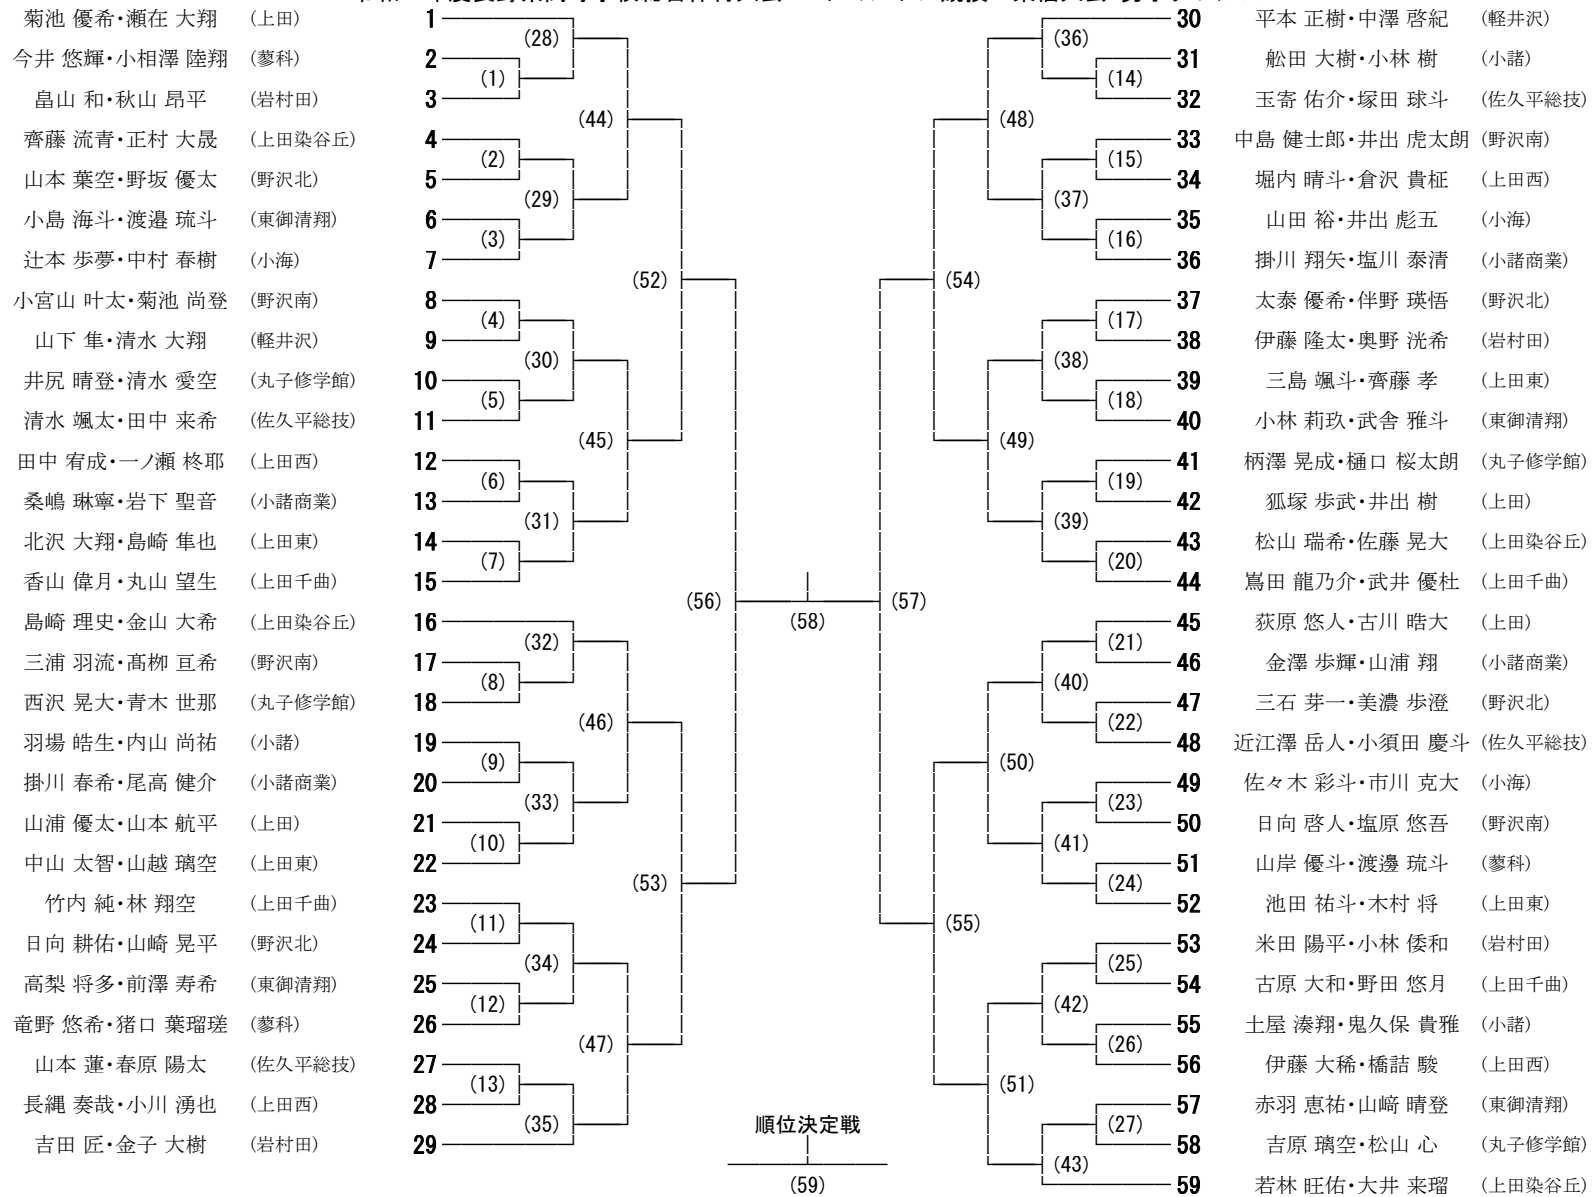 菊池 優希・瀬在 大翔 (上田) 1
今井 悠輝・小相澤 陸翔 (蓼科) 2
畠山 和・秋山 昂平 (岩村田) 3
齊藤 流青・正村 大晟 (上田染谷丘) 4
山本 葉空・野坂 優太 (野沢北) 5
小島 海斗・渡邉 琉斗 (東御清翔) 6
辻本 歩夢・中村 春樹 (小海) 7
小宮山 叶太・菊池 尚登 (野沢南) 8
山下 隼・清水 大翔 (軽井沢) 9
井尻 晴登・清水 愛空 (丸子修学館) 10
清水 颯太・田中 来希 (佐久平総技) 11
田中 宥成・一ノ瀬 柊耶 (上田西) 12
桑嶋 琳寧・岩下 聖音 (小諸商業) 13
北沢 大翔・島崎 隼也 (上田東) 14
香山 偉月・丸山 望生 (上田千曲) 15
島崎 理史・金山 大希 (上田染谷丘) 16
三浦 羽流・髙栁 亘希 (野沢南) 17
西沢 晃大・青木 世那 (丸子修学館) 18
羽場 皓生・内山 尚祐 (小諸) 19
掛川 春希・尾高 健介 (小諸商業) 20
山浦 優太・山本 航平 (上田) 21
中山 太智・山越 璃空 (上田東) 22
竹内 純・林 翔空 (上田千曲) 23
日向 耕佑・山崎 晃平 (野沢北) 24
高梨 将多・前澤 寿希 (東御清翔) 25
竜野 悠希・猪口 葉瑠瑳 (蓼科) 26
山本 蓮・春原 陽太 (佐久平総技) 27
長縄 奏哉・小川 湧也 (上田西) 28
吉田 匠・金子 大樹 (岩村田) 29
(1)
(2)
(3)
(4)
(5)
(6)
(7)
(8)
(9)
(10)
(11)
(12)
(13)
(28)
(29)
(30)
(31)
(32)
(33)
(34)
(35)
(44)
(45)
(46)
(47)
(52)
(53)
(56)
(58)
順位決定戦
(59)
(57)
(54)
(55)
(48)
(49)
(50)
(51)
(36)
(37)
(38)
(39)
(40)
(41)
(42)
(43)
(14)
(15)
(16)
(17)
(18)
(19)
(20)
(21)
(22)
(23)
(24)
(25)
(26)
(27)
30 平本 正樹・中澤 啓紀 (軽井沢)
31 舩田 大樹・小林 樹 (小諸)
32 玉寄 佑介・塚田 球斗 (佐久平総技)
33 中島 健士郎・井出 虎太朗 (野沢南)
34 堀内 晴斗・倉沢 貴柾 (上田西)
35 山田 裕・井出 彪五 (小海)
36 掛川 翔矢・塩川 泰清 (小諸商業)
37 太泰 優希・伴野 瑛悟 (野沢北)
38 伊藤 隆太・奥野 洸希 (岩村田)
39 三島 颯斗・齊藤 孝 (上田東)
40 小林 莉玖・武舎 雅斗 (東御清翔)
41 柄澤 晃成・樋口 桜太朗 (丸子修学館)
42 狐塚 歩武・井出 樹 (上田)
43 松山 瑞希・佐藤 晃大 (上田染谷丘)
44 嶌田 龍乃介・武井 優杜 (上田千曲)
45 荻原 悠人・古川 晧大 (上田)
46 金澤 歩輝・山浦 翔 (小諸商業)
47 三石 芽一・美濃 歩澄 (野沢北)
48 近江澤 岳人・小須田 慶斗 (佐久平総技)
49 佐々木 彩斗・市川 克大 (小海)
50 日向 啓人・塩原 悠吾 (野沢南)
51 山岸 優斗・渡邊 琉斗 (蓼科)
52 池田 祐斗・木村 将 (上田東)
53 米田 陽平・小林 倭和 (岩村田)
54 古原 大和・野田 悠月 (上田千曲)
55 土屋 湊翔・鬼久保 貴雅 (小諸)
56 伊藤 大稀・橋詰 駿 (上田西)
57 赤羽 恵祐・山﨑 晴登 (東御清翔)
58 吉原 璃空・松山 心 (丸子修学館)
59 若林 旺佑・大井 来瑠 (上田染谷丘)